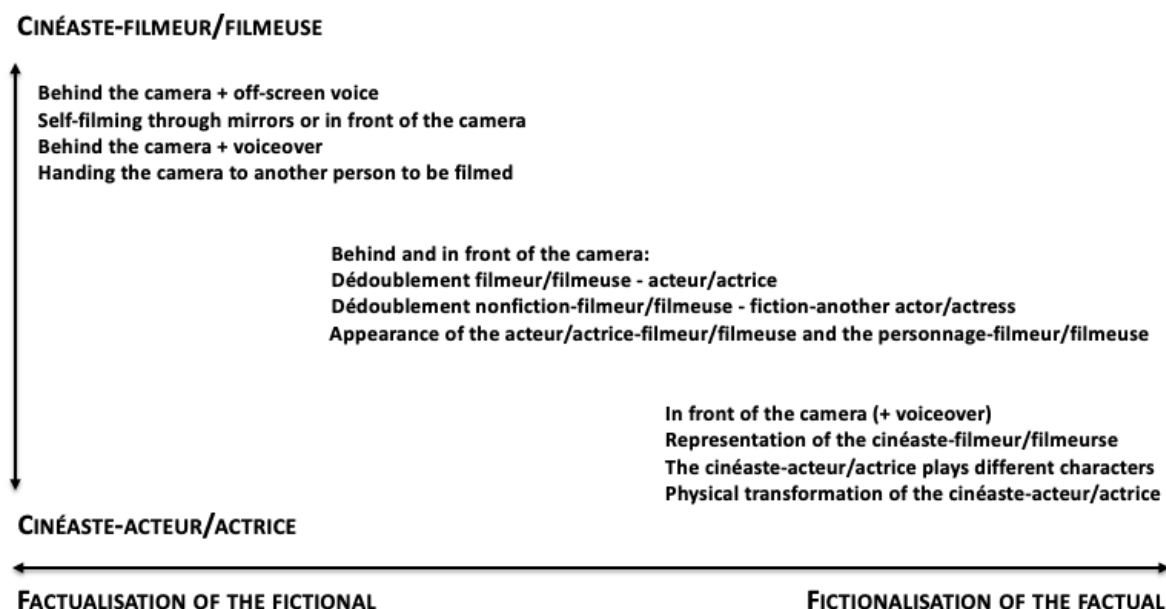 CINÉASTE-FILMEUR/FILMEUSE
Behind the camera + off-screen voice
Self-filming through mirrors or in front of the camera
Behind the camera + voiceover
Handing the camera to another person to be filmed
Behind and in front of the camera:
Dédoublement filmeur/filmeuse - acteur/actrice
Dédoublement nonfiction-filmeur/filmeuse - fiction-another actor/actress
Appearance of the acteur/actrice-filmeur/filmeuse and the personnage-filmeur/filmeuse
In front of the camera (+ voiceover)
Representation of the cinéaste-filmeur/filmeurse
The cinéaste-acteur/actrice plays different characters
Physical transformation of the cinéaste-acteur/actrice
CINÉASTE-ACTEUR/ACTRICE
FACTUALISATION OF THE FICTIONAL
FICTIONALISATION OF THE FACTUAL